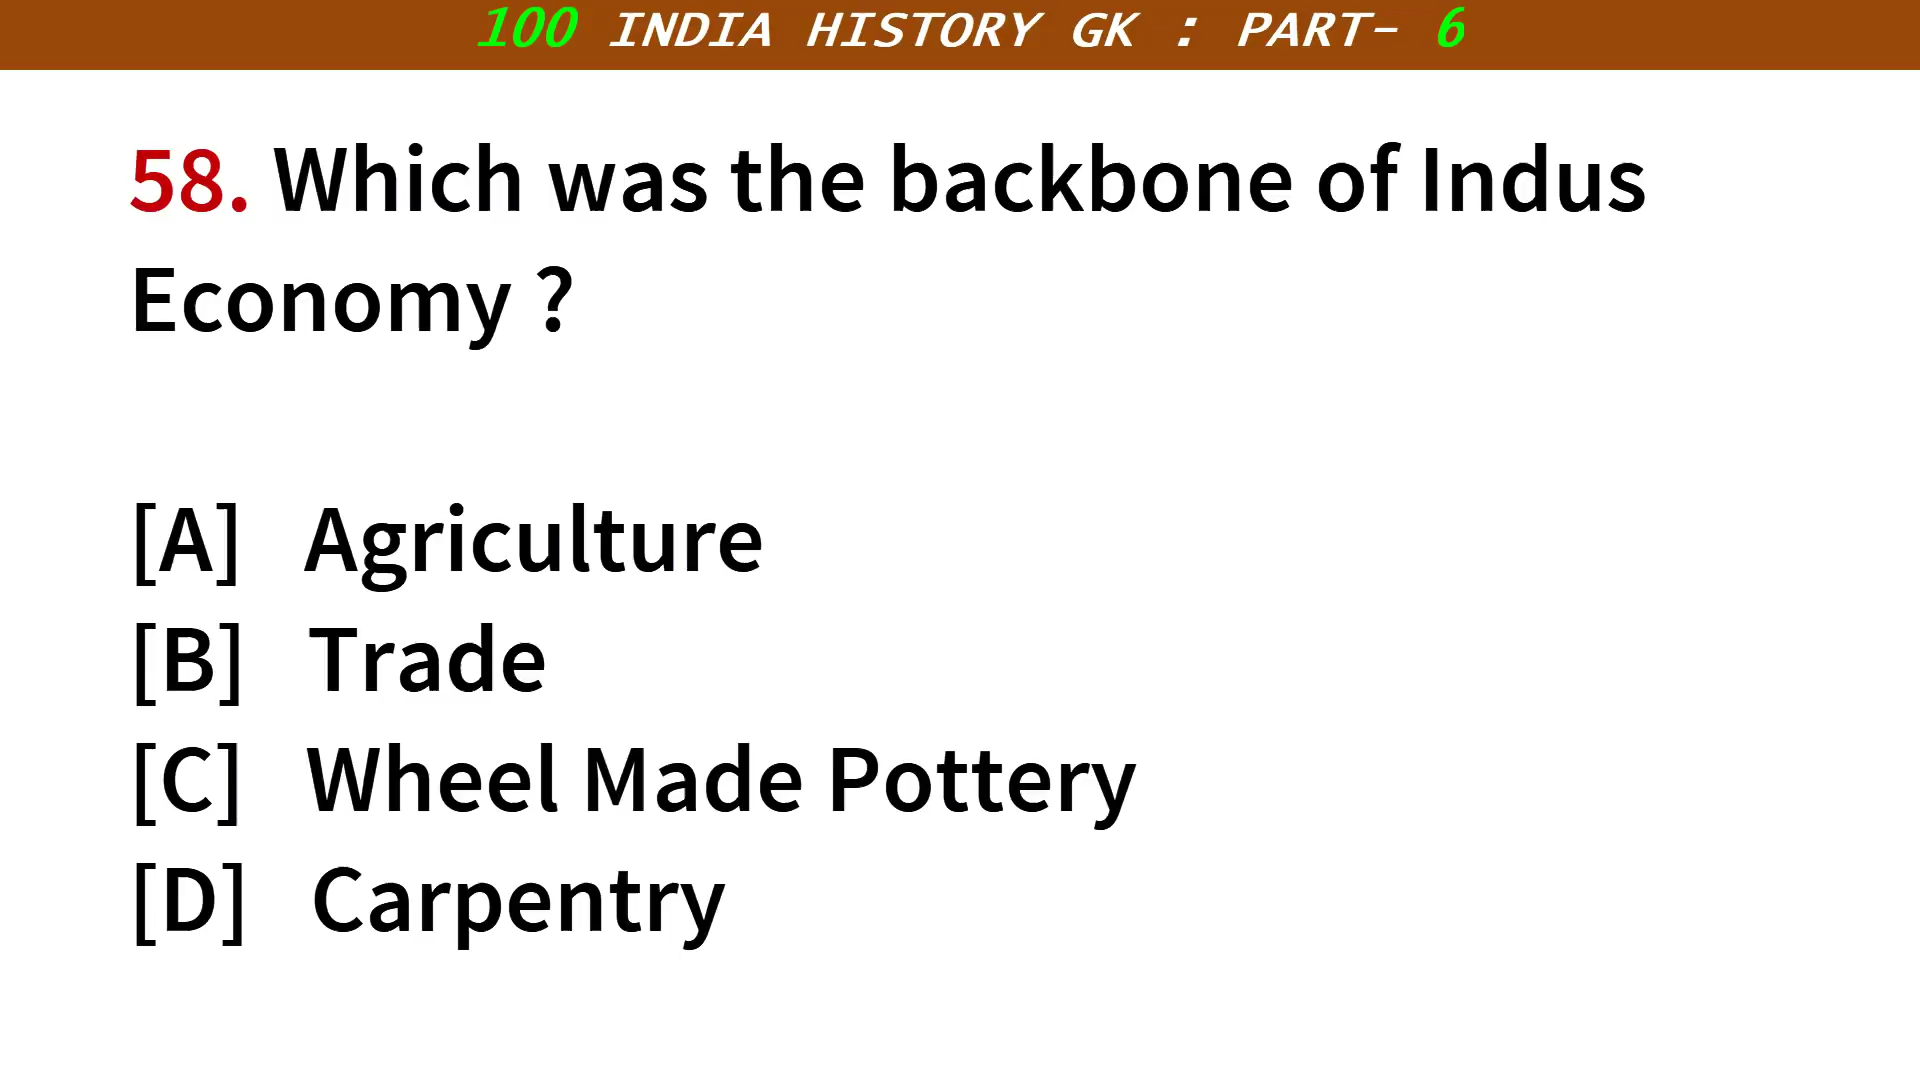 100 INDIA HISTORY GK : PART- 6
58. Which was the backbone of Indus
Economy ?
[A] Agriculture
[B] Trade
[C] Wheel Made Pottery
[D] Carpentry